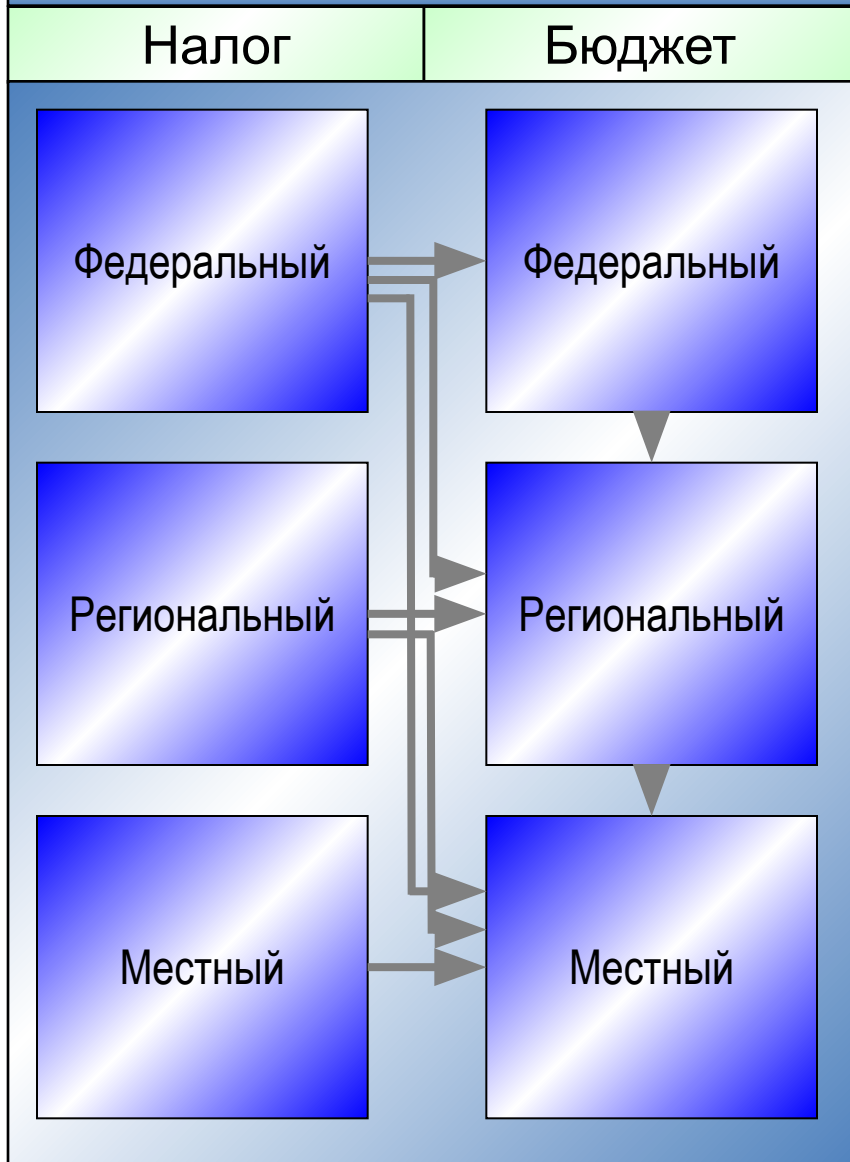 Налог
Бюджет
Федеральный
Федеральный
Региональный
Региональный
Местный
Местный